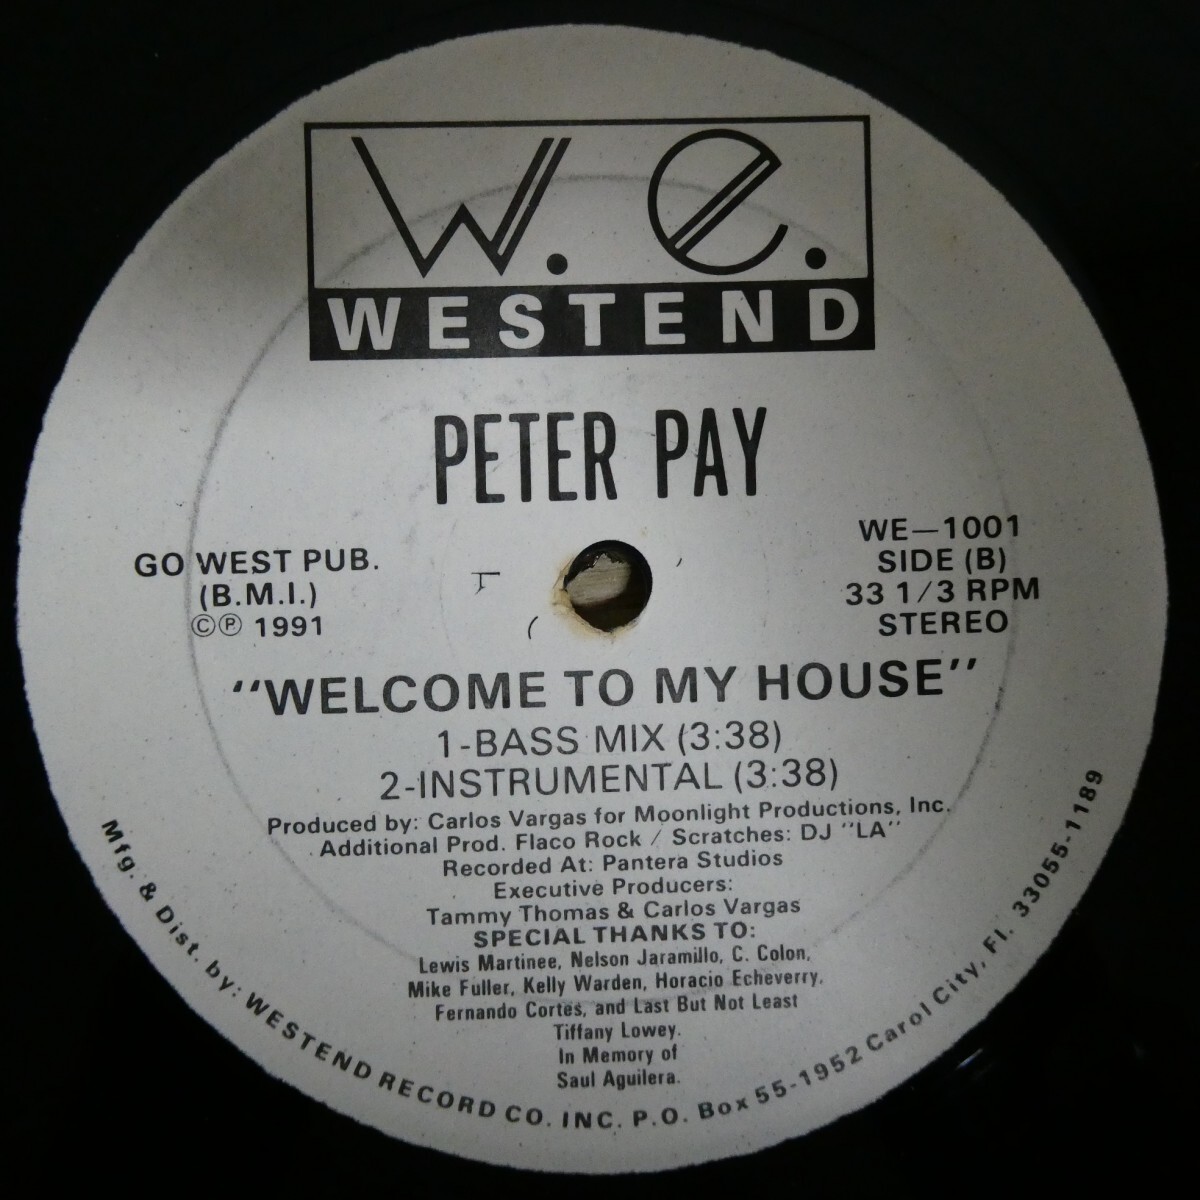 W. e.
WESTEND
PETER PAY
GO WEST PUB.
(B.M.I.)
©℗ 1991
WE—1001
SIDE (B)
33 1/3 RPM
STEREO
"WELCOME TO MY HOUSE"
1-BASS MIX (3:38)
2-INSTRUMENTAL (3:38)
Produced by: Carlos Vargas for Moonlight Productions, Inc.
Additional Prod. Flaco Rock / Scratches: DJ "LA"
Recorded At: Pantera Studios
Executive Producers:
Tammy Thomas & Carlos Vargas
SPECIAL THANKS TO:
Lewis Martinee, Nelson Jaramillo, C. Colon,
Mike Fuller, Kelly Warden, Horacio Echeverry,
Fernando Cortes, and Last But Not Least
Tiffany Lowey.
In Memory of
Saul Aguilera.
Mfg. & Dist. by: WESTEND RECORD CO. INC. P.O. Box 55-1952 Carol City, Fl. 33055-1189